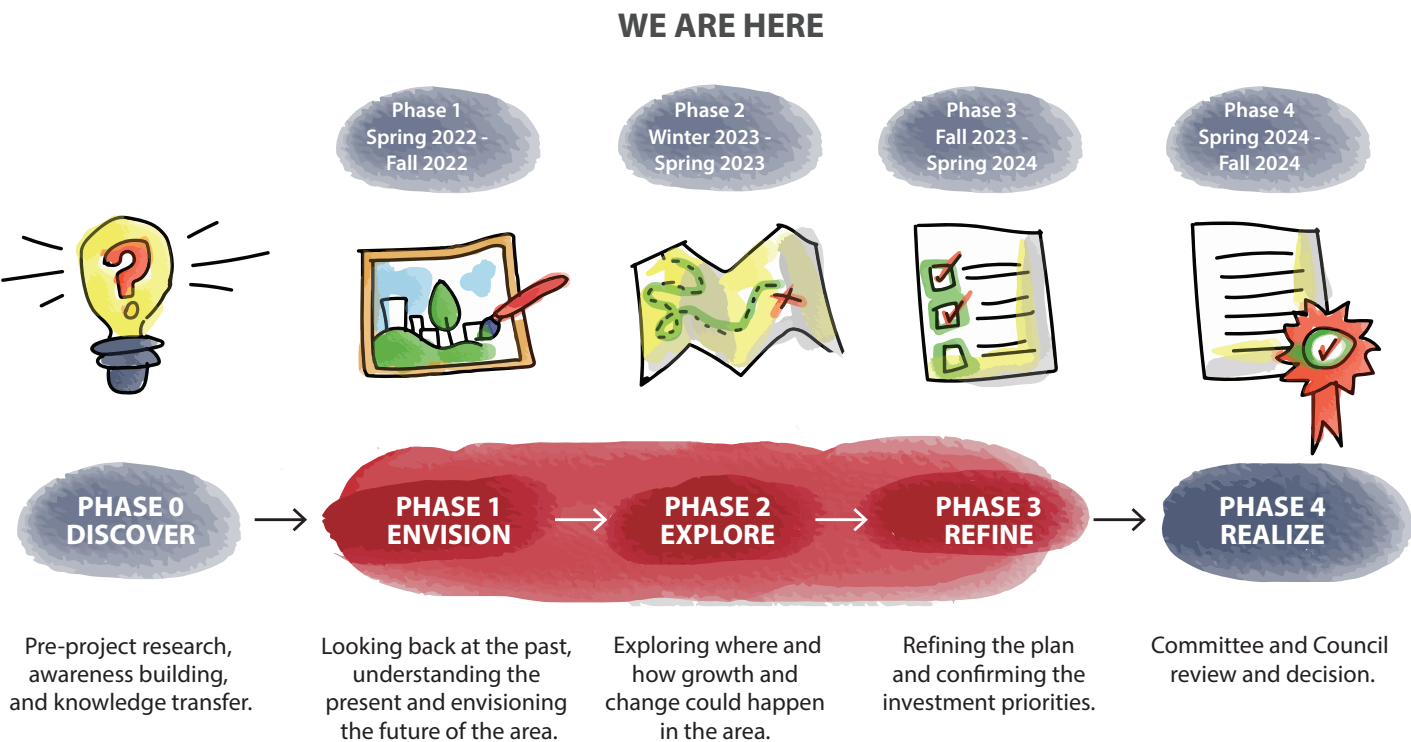 WE ARE HERE
Phase 1
Spring 2022 -
Fall 2022
Phase 2
Winter 2023 -
Spring 2023
Phase 3
Fall 2023 -
Spring 2024
Phase 4
Spring 2024 -
Fall 2024
?
PHASE 0
DISCOVER
PHASE 1
ENVISION
PHASE 2
EXPLORE
PHASE 3
REFINE
PHASE 4
REALIZE
Pre-project research,
awareness building,
and knowledge transfer.
Looking back at the past,
understanding the
present and envisioning
the future of the area.
Exploring where and
how growth and
change could happen
in the area.
Refining the plan
and confirming the
investment priorities.
Committee and Council
review and decision.